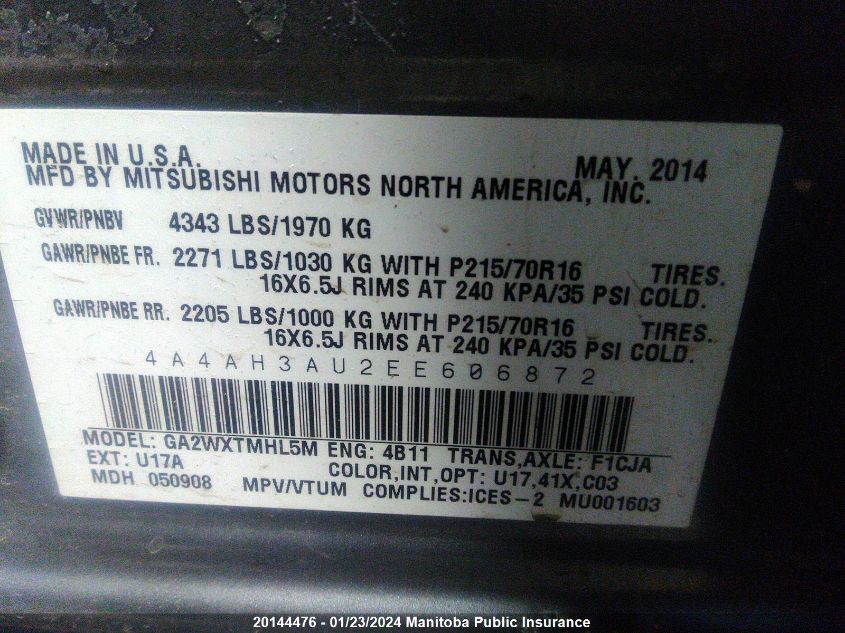 MADE IN U.S.A. MAY. 2014
MFD BY MITSUBISHI MOTORS NORTH AMERICA, INC.
GVWR/PNBV 4343 LBS/1970 KG
GAWR/PNBE FR. 2271 LBS/1030 KG WITH P215/70R16 TIRES.
16X6.5J RIMS AT 240 KPA/35 PSI COLD.
GAWR/PNBE RR. 2205 LBS/1000 KG WITH P215/70R16 TIRES.
16X6.5J RIMS AT 240 KPA/35 PSI COLD.
4A4AH3AU2EE606872
MODEL: GA2WXTMHL5M ENG: 4B11 TRANS,AXLE: F1CJA
EXT: U17A COLOR,INT,OPT: U17,41X,C03
MDH 050908 MPV/VTUM COMPLIES:ICES-2 MU001603
20144476 - 01/23/2024 Manitoba Public Insurance